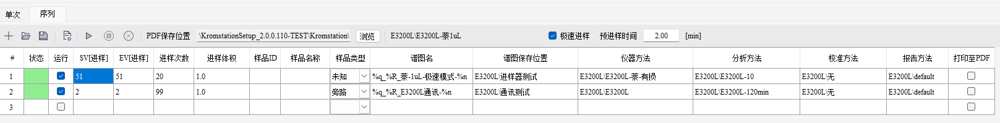 单次 序列
PDF保存位置 \KromstationSetup_2.0.0.110-TEST\Kromstation\ 浏览 E3200L\E3200L-萘1uL 极速进样 预进样时间 2.00 [min]
# 状态 运行 SV[进样] EV[进样] 进样次数 进样体积 样品ID 样品名称 样品类型 谱图名 谱图保存位置 仪器方法 分析方法 校准方法 报告方法 打印至PDF
1 51 51 20 1.0 未知 %q_%R_萘-1uL-极速模式-%n E3200L\进样器测试 E3200L\E3200L-萘-有损 E3200L\E3200L-10 E3200L\无 E3200L\default
2 2 2 99 1.0 旁路 %q_%R_E3200L通讯-%n E3200L\通讯测试 E3200L\E3200L E3200L\E3200L-120min E3200L\无 E3200L\default
3